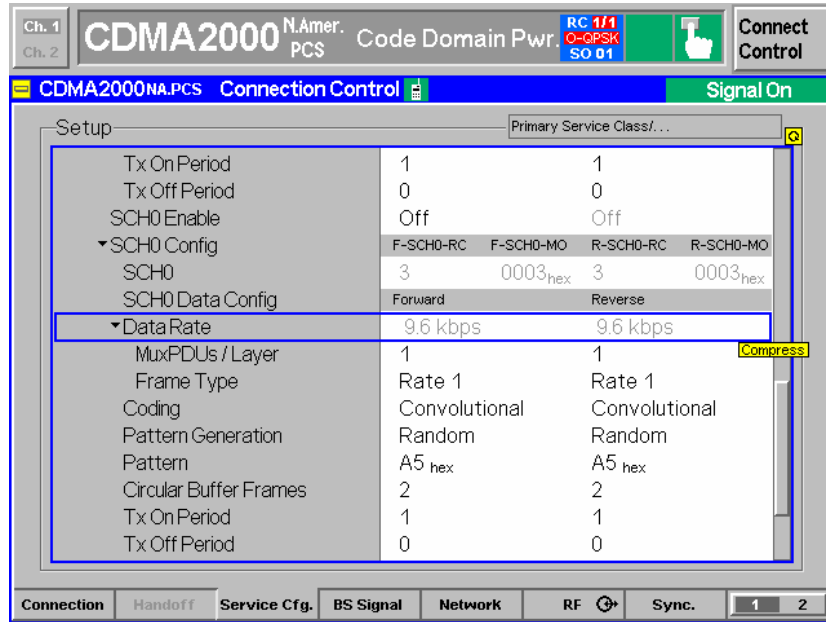 Ch. 1
Ch. 2
CDMA2000 N.Amer. PCS Code Domain Pwr.
RC 1/1
O-QPSK
SO 01
Connect Control
CDMA2000NA.PCS Connection Control Signal On
Setup Primary Service Class/...
Tx On Period 1 1
Tx Off Period 0 0
SCH0 Enable Off Off
SCH0 Config F-SCH0-RC F-SCH0-MO R-SCH0-RC R-SCH0-MO
SCH0 3 0003hex 3 0003hex
SCH0 Data Config Forward Reverse
Data Rate 9.6 kbps 9.6 kbps
Compress
MuxPDUs / Layer 1 1
Frame Type Rate 1 Rate 1
Coding Convolutional Convolutional
Pattern Generation Random Random
Pattern A5 hex A5 hex
Circular Buffer Frames 2 2
Tx On Period 1 1
Tx Off Period 0 0
Connection Handoff Service Cfg. BS Signal Network RF Sync. 1 2